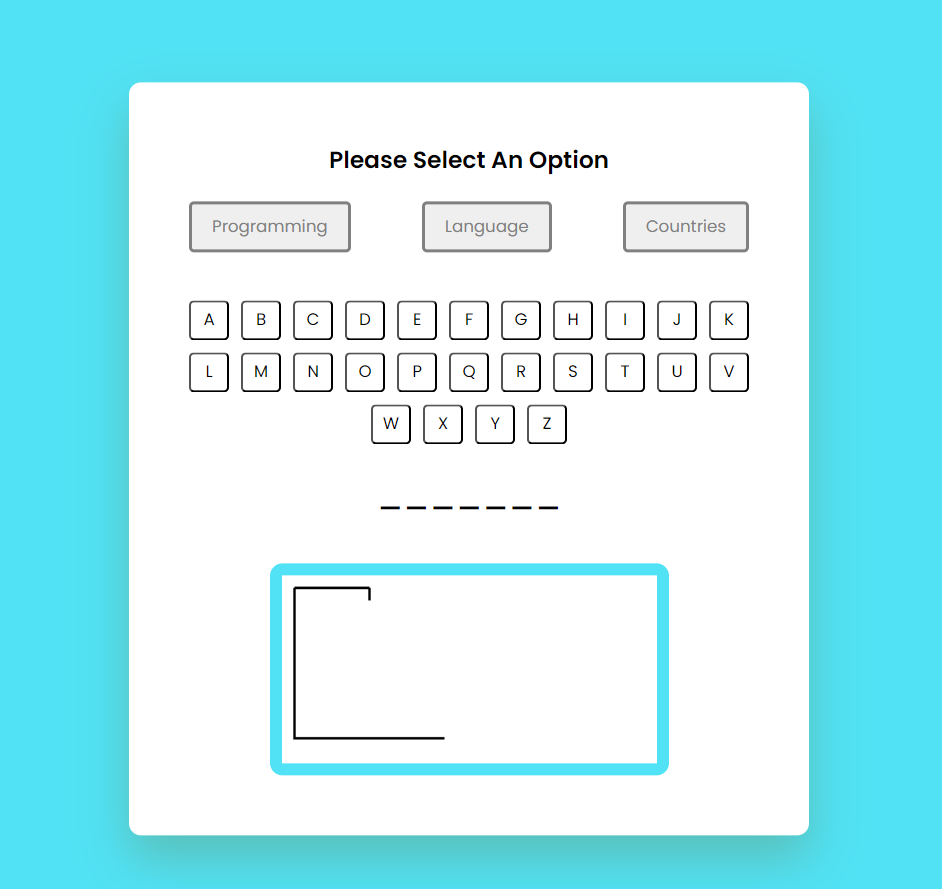 Please Select An Option
Programming Language Countries
A B C D E F G H I J K
L M N O P Q R S T U V
W X Y Z
_ _ _ _ _ _ _